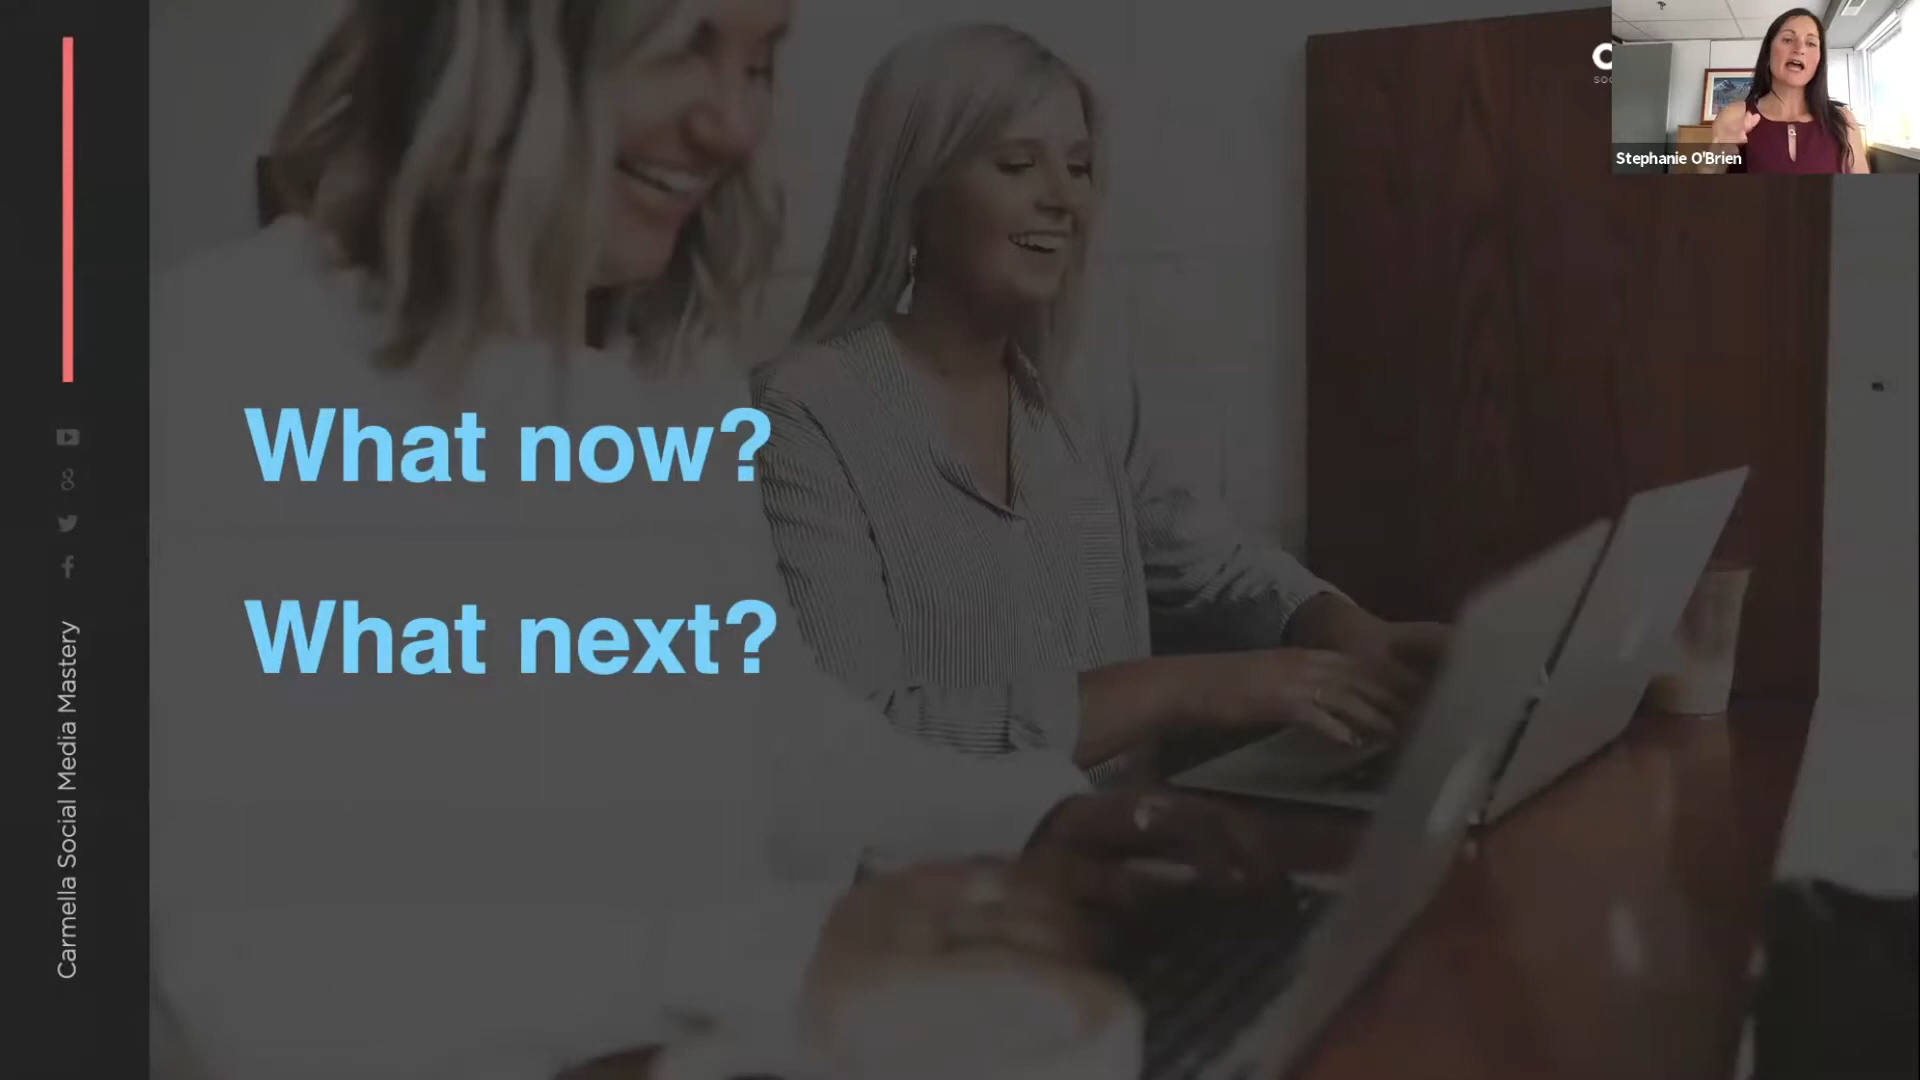 What now?
What next?
Carmella Social Media Mastery
Stephanie O'Brien